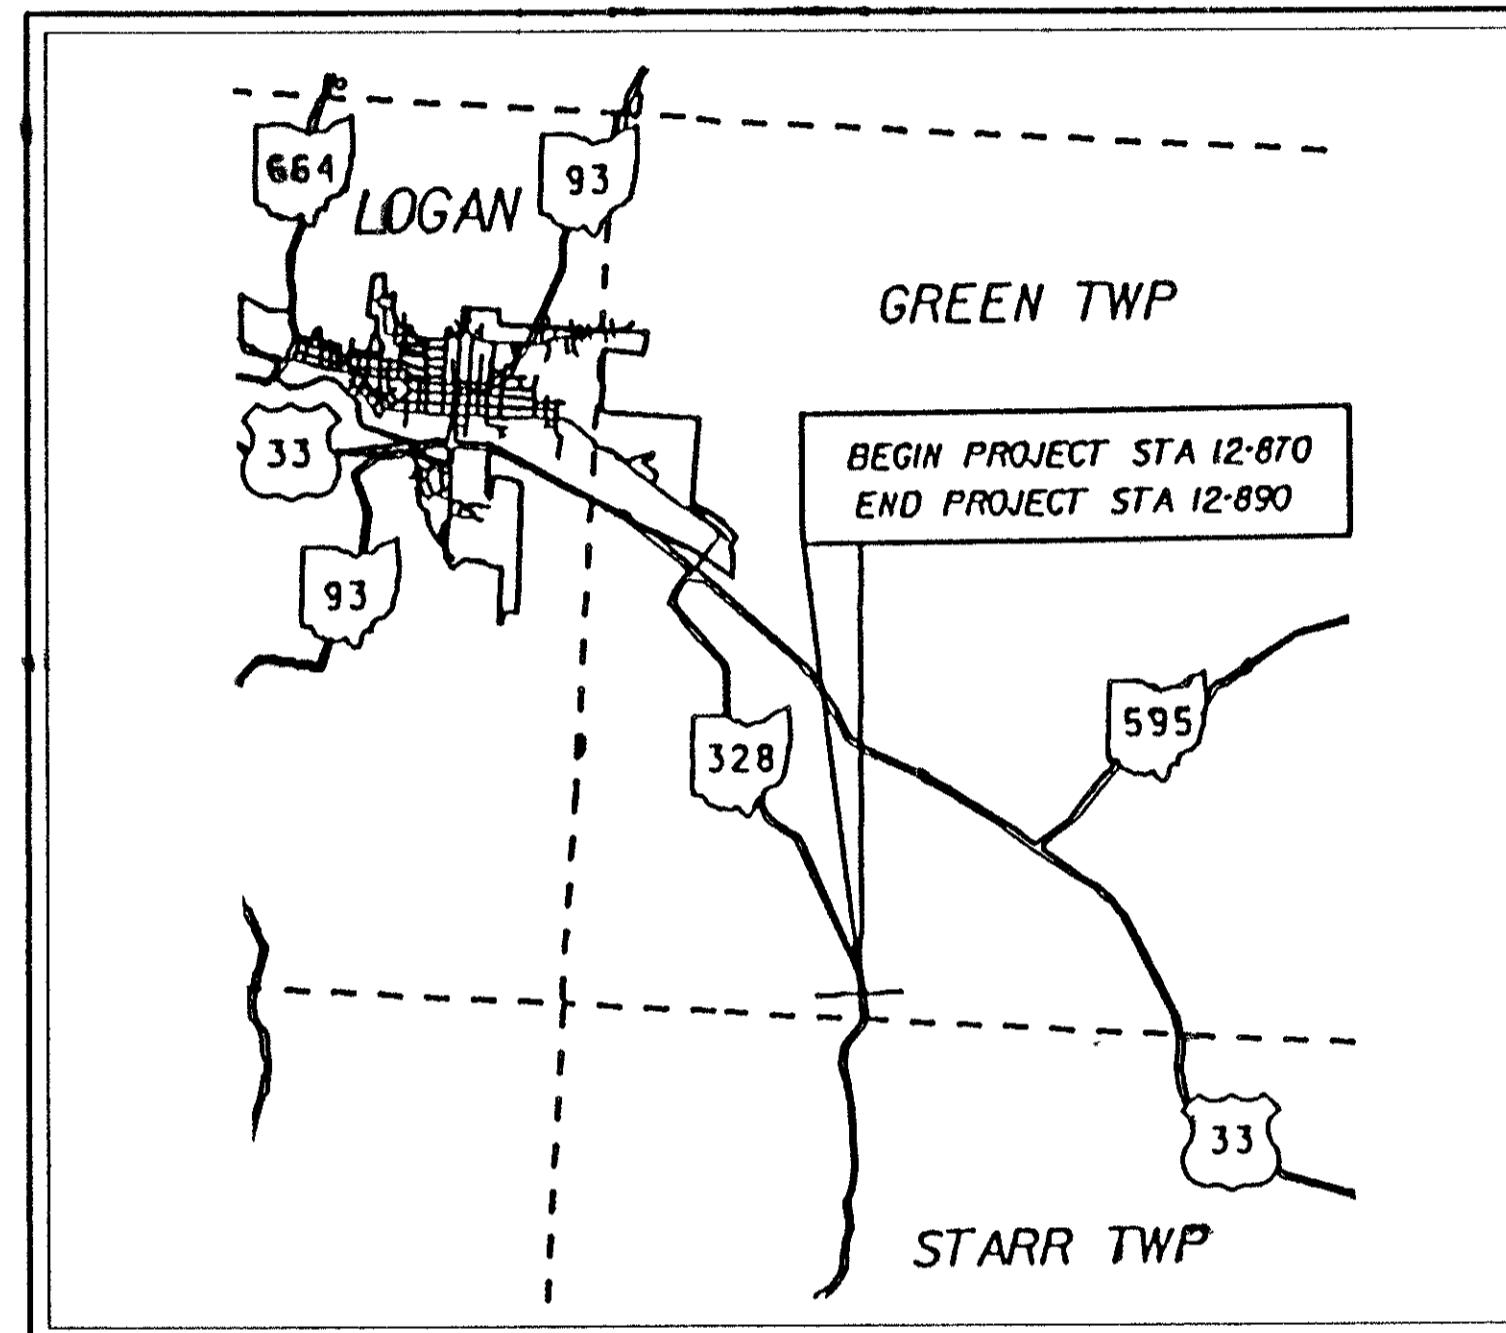 664
93
LOGAN
GREEN TWP
33
BEGIN PROJECT STA 12+870
END PROJECT STA 12+890
93
328
595
33
STARR TWP